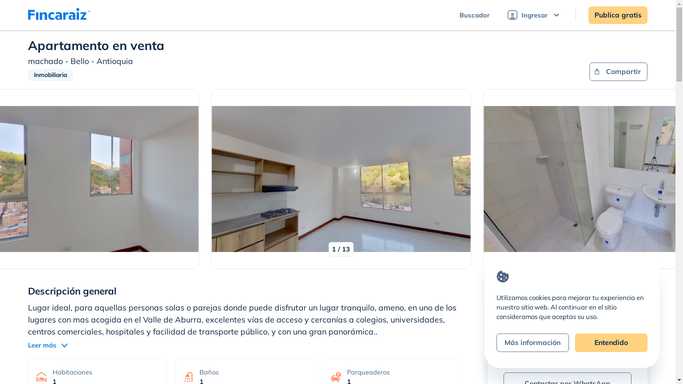 Fincaraiz
Buscador
Ingresar
Publica gratis
Apartamento en venta
machado - Bello - Antioquia
Inmobiliaria
Compartir
1 / 13
Descripción general
Lugar ideal, para aquellas personas solas o parejas donde puede disfrutar un lugar tranquilo, ameno, en una de los
lugares con mas acogida en el Valle de Aburra, excelentes vías de acceso y cercanías a colegios, universidades,
centros comerciales, hospitales y facilidad de transporte público, y con una gran panorámica..
Leer más
Habitaciones
1
Baños
1
Parqueaderos
1
Utilizamos cookies para mejorar tu experiencia en
nuestro sitio web. Al continuar en el sitio
consideramos que aceptas su uso.
Más información
Entendido
Contactar por WhatsApp